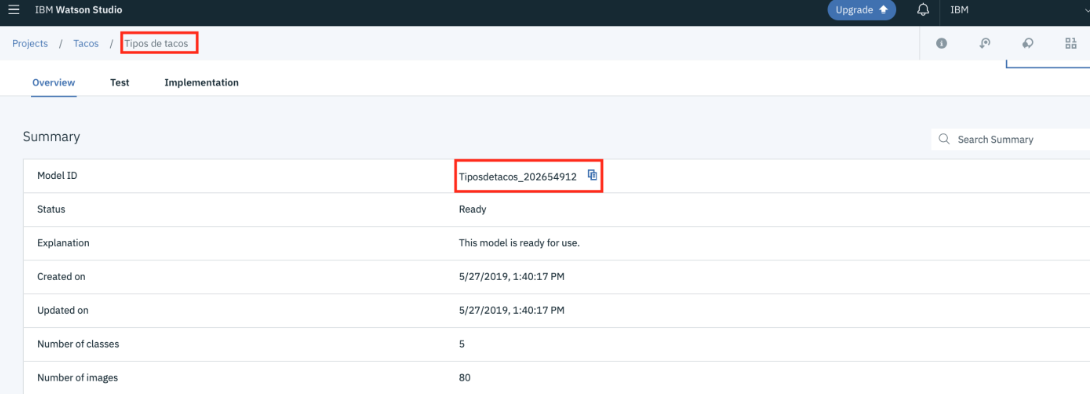 IBM Watson Studio
Upgrade
IBM
Projects / Tacos / Tipos de tacos
Overview Test Implementation
Summary
Search Summary
Model ID Tiposdetacos_202654912
Status Ready
Explanation This model is ready for use.
Created on 5/27/2019, 1:40:17 PM
Updated on 5/27/2019, 1:40:17 PM
Number of classes 5
Number of images 80